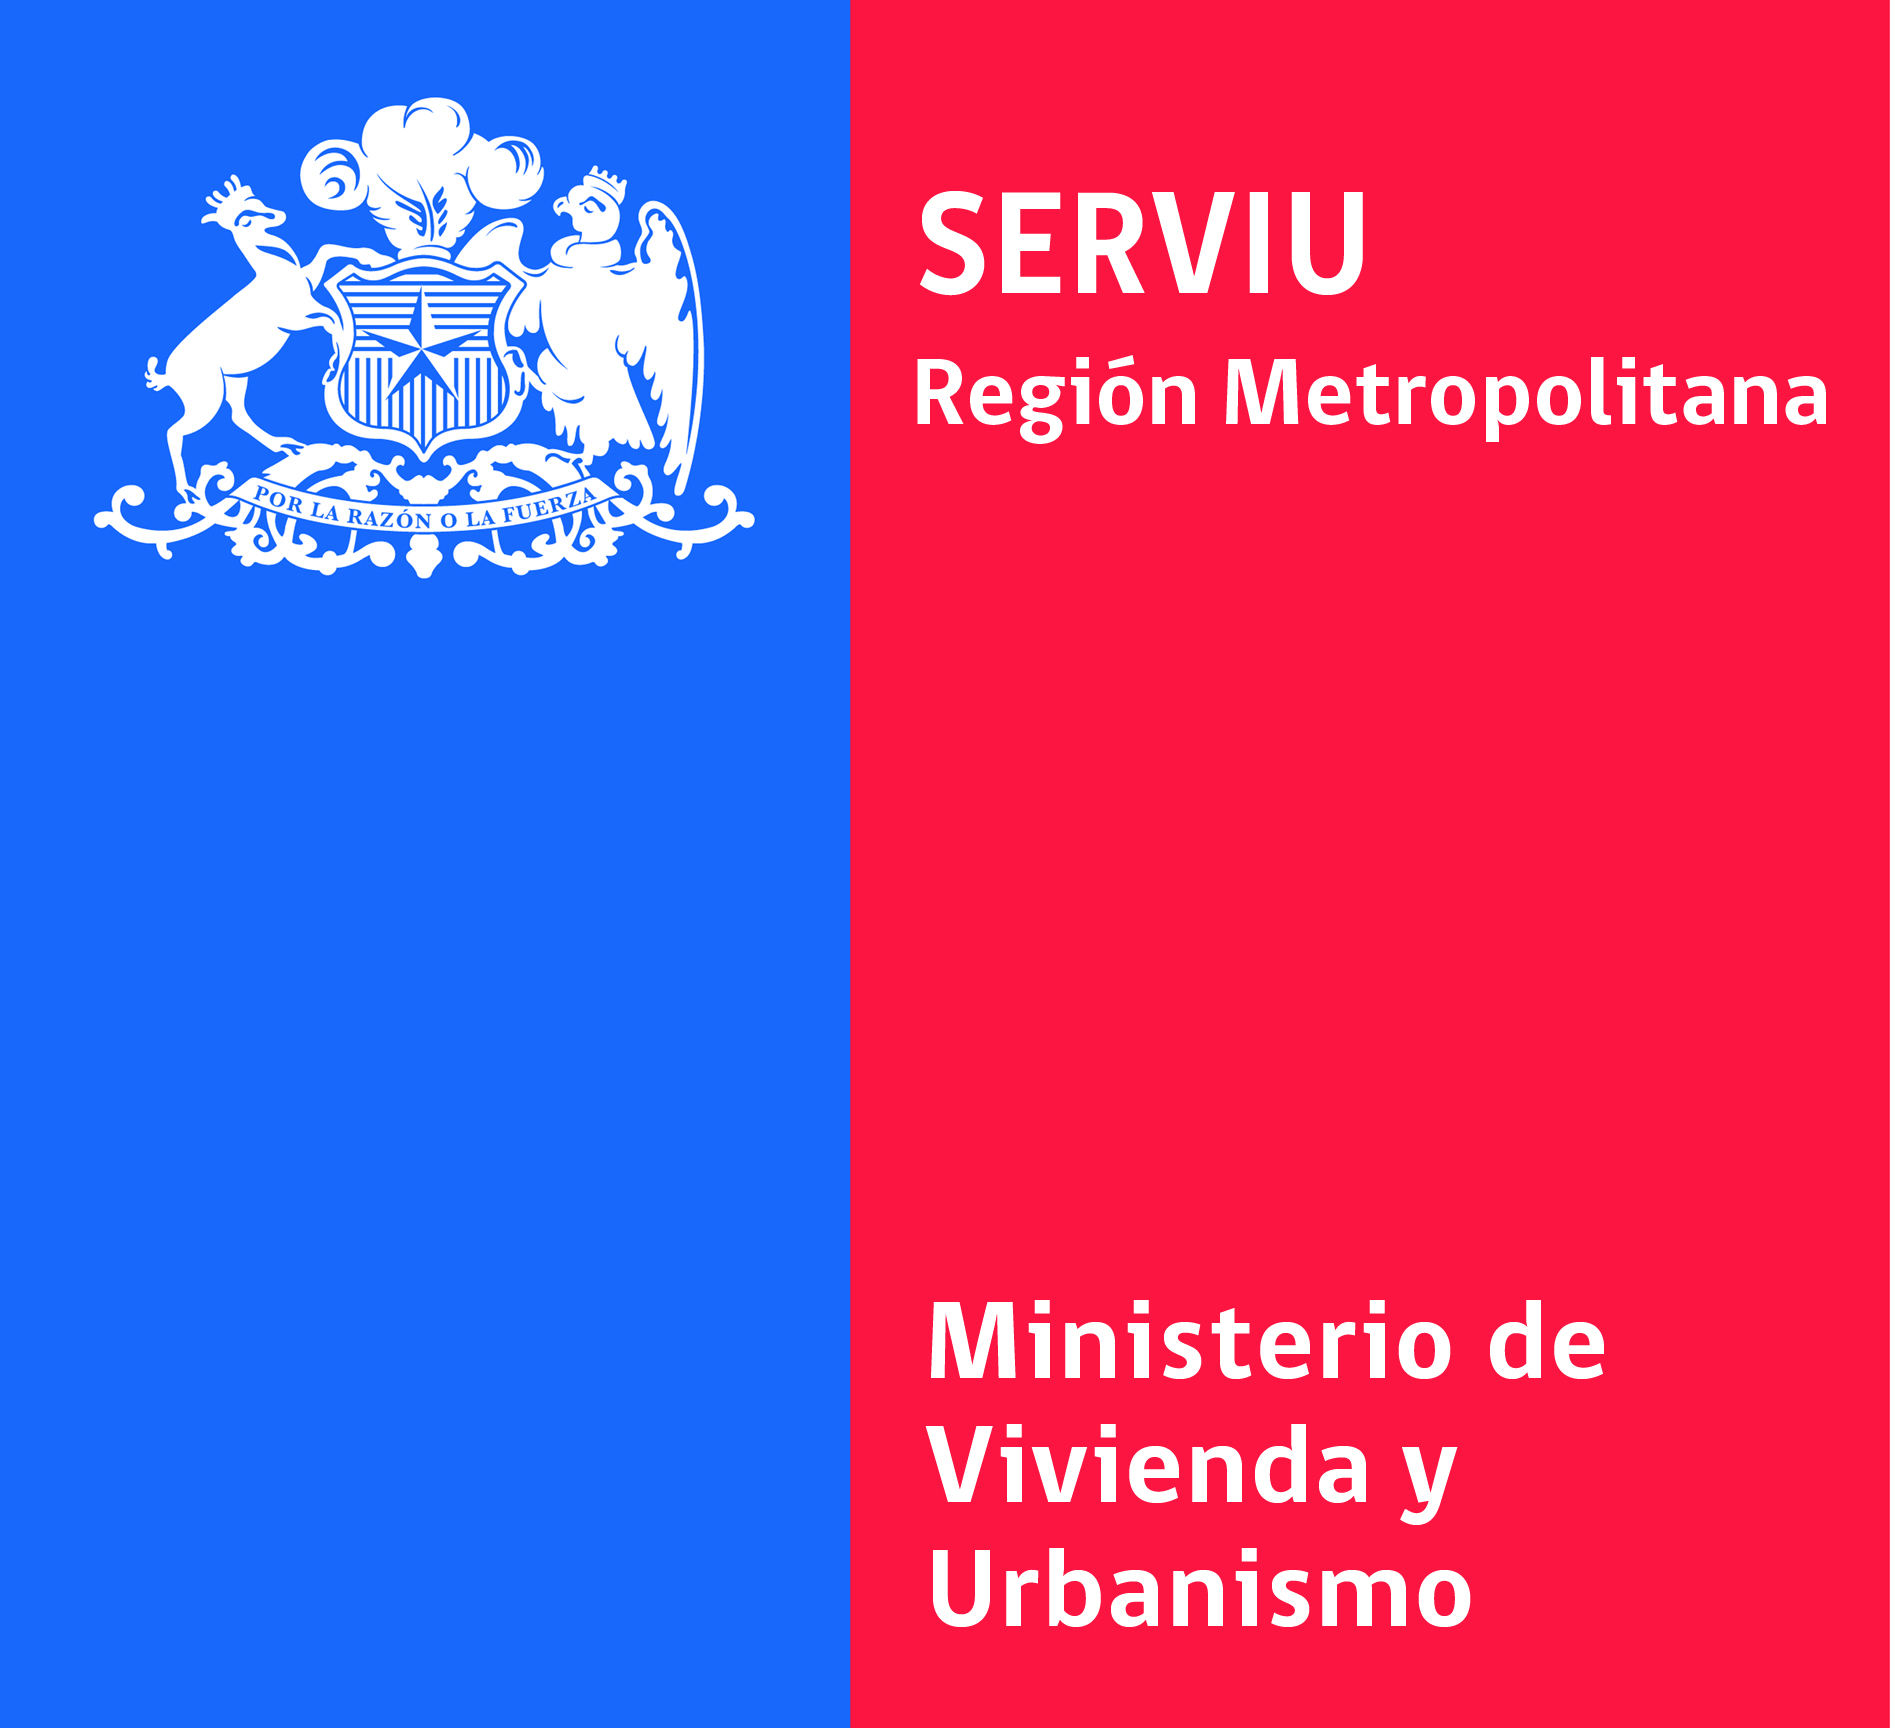 POR LA RAZÓN O LA FUERZA
SERVIU
Región Metropolitana
Ministerio de
Vivienda y
Urbanismo